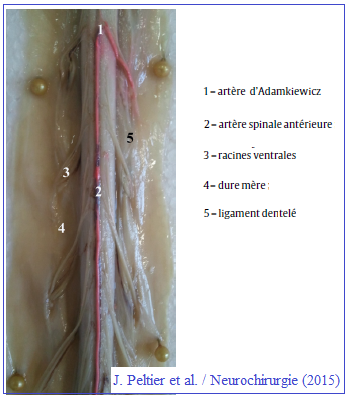 1
5
3
2
4
1 – artère d'Adamkiewicz
2 – artère spinale antérieure
3 – racines ventrales
4 – dure mère ;
5 – ligament dentelé
J. Peltier et al. / Neurochirurgie (2015)